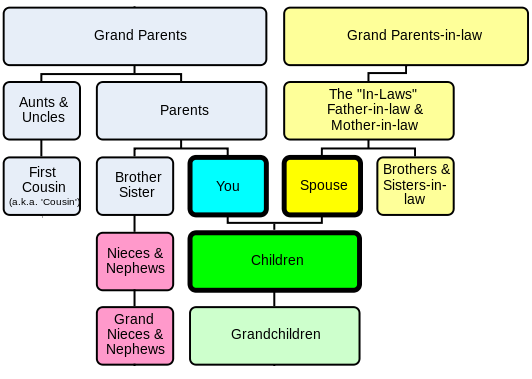 Grand Parents
Grand Parents-in-law
Aunts &
Uncles
Parents
The "In-Laws"
Father-in-law &
Mother-in-law
First
Cousin
(a.k.a. 'Cousin')
Brother
Sister
You
Spouse
Brothers &
Sisters-in-
law
Nieces &
Nephews
Children
Grand
Nieces &
Nephews
Grandchildren